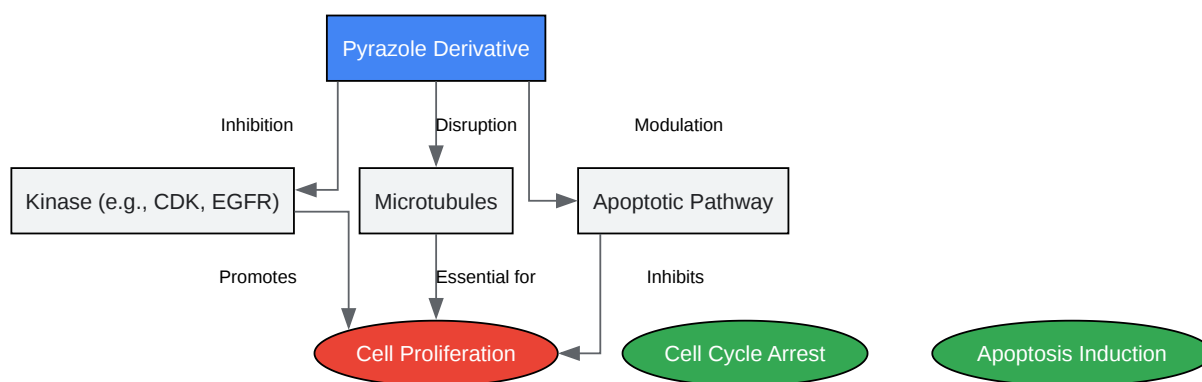 Pyrazole Derivative
Inhibition
Disruption
Modulation
Kinase (e.g., CDK, EGFR)
Microtubules
Apoptotic Pathway
Promotes
Essential for
Inhibits
Cell Proliferation
Cell Cycle Arrest
Apoptosis Induction